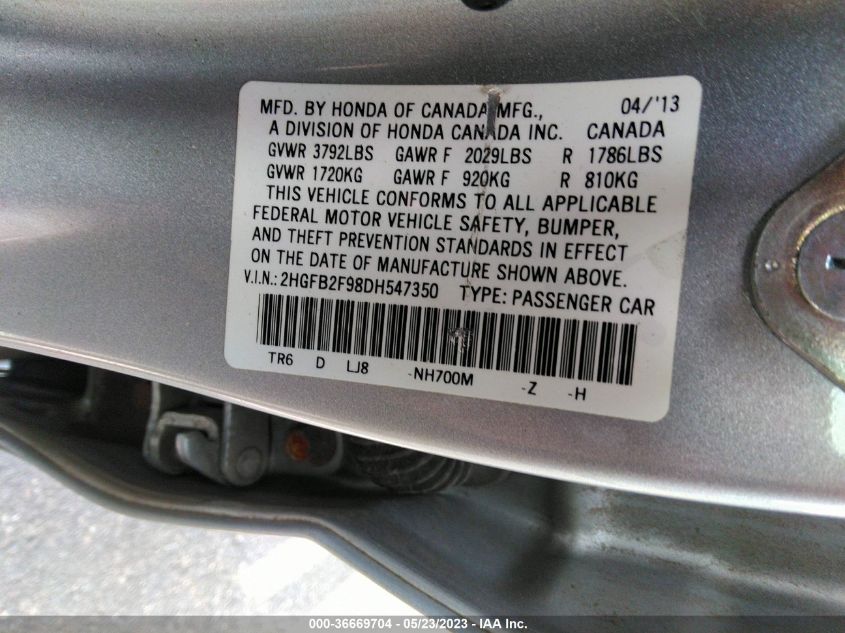 MFD. BY HONDA OF CANADA MFG., 04/'13
A DIVISION OF HONDA CANADA INC. CANADA
GVWR 3792LBS GAWR F 2029LBS R 1786LBS
GVWR 1720KG GAWR F 920KG R 810KG
THIS VEHICLE CONFORMS TO ALL APPLICABLE
FEDERAL MOTOR VEHICLE SAFETY, BUMPER,
AND THEFT PREVENTION STANDARDS IN EFFECT
ON THE DATE OF MANUFACTURE SHOWN ABOVE.
V.I.N.: 2HGFB2F98DH547350 TYPE: PASSENGER CAR
TR6 D LJ8 -NH700M -Z -H
000-36669704 - 05/23/2023 - IAA Inc.